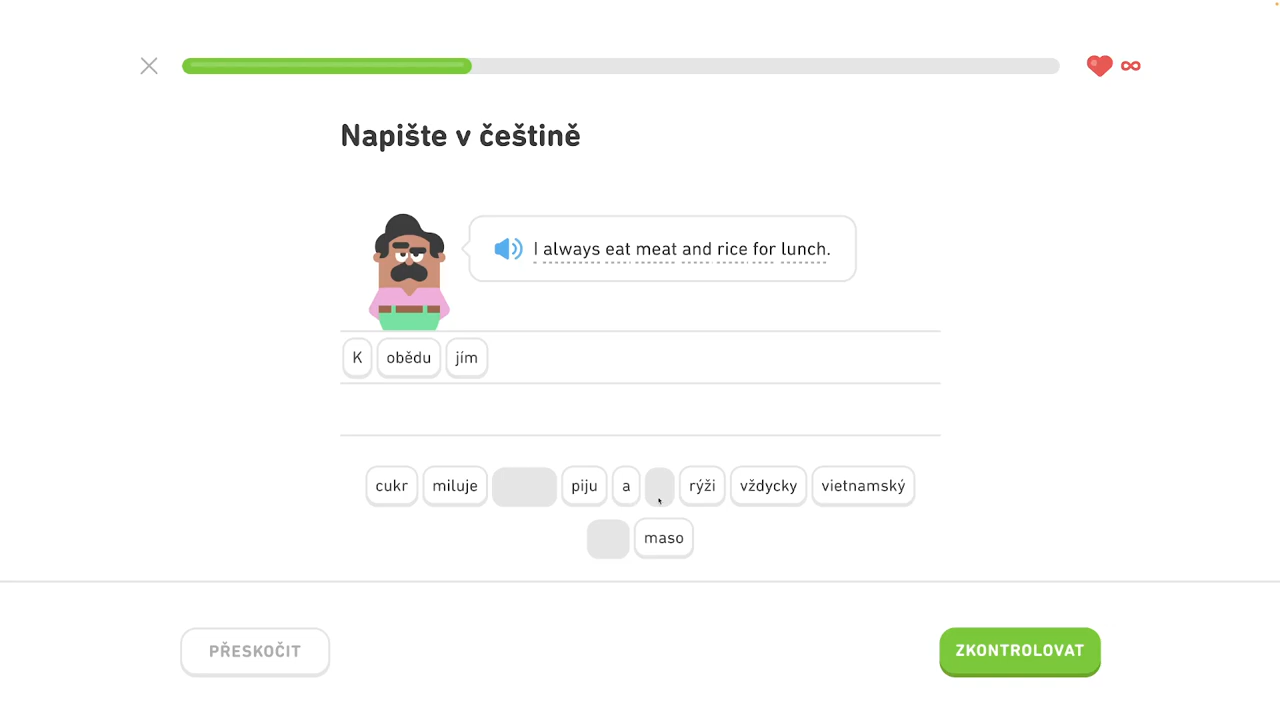 Napište v češtině
I always eat meat and rice for lunch.
K obědu jím
cukr miluje piju a rýži vždycky vietnamský
maso
PŘESKOČIT
ZKONTROLOVAT